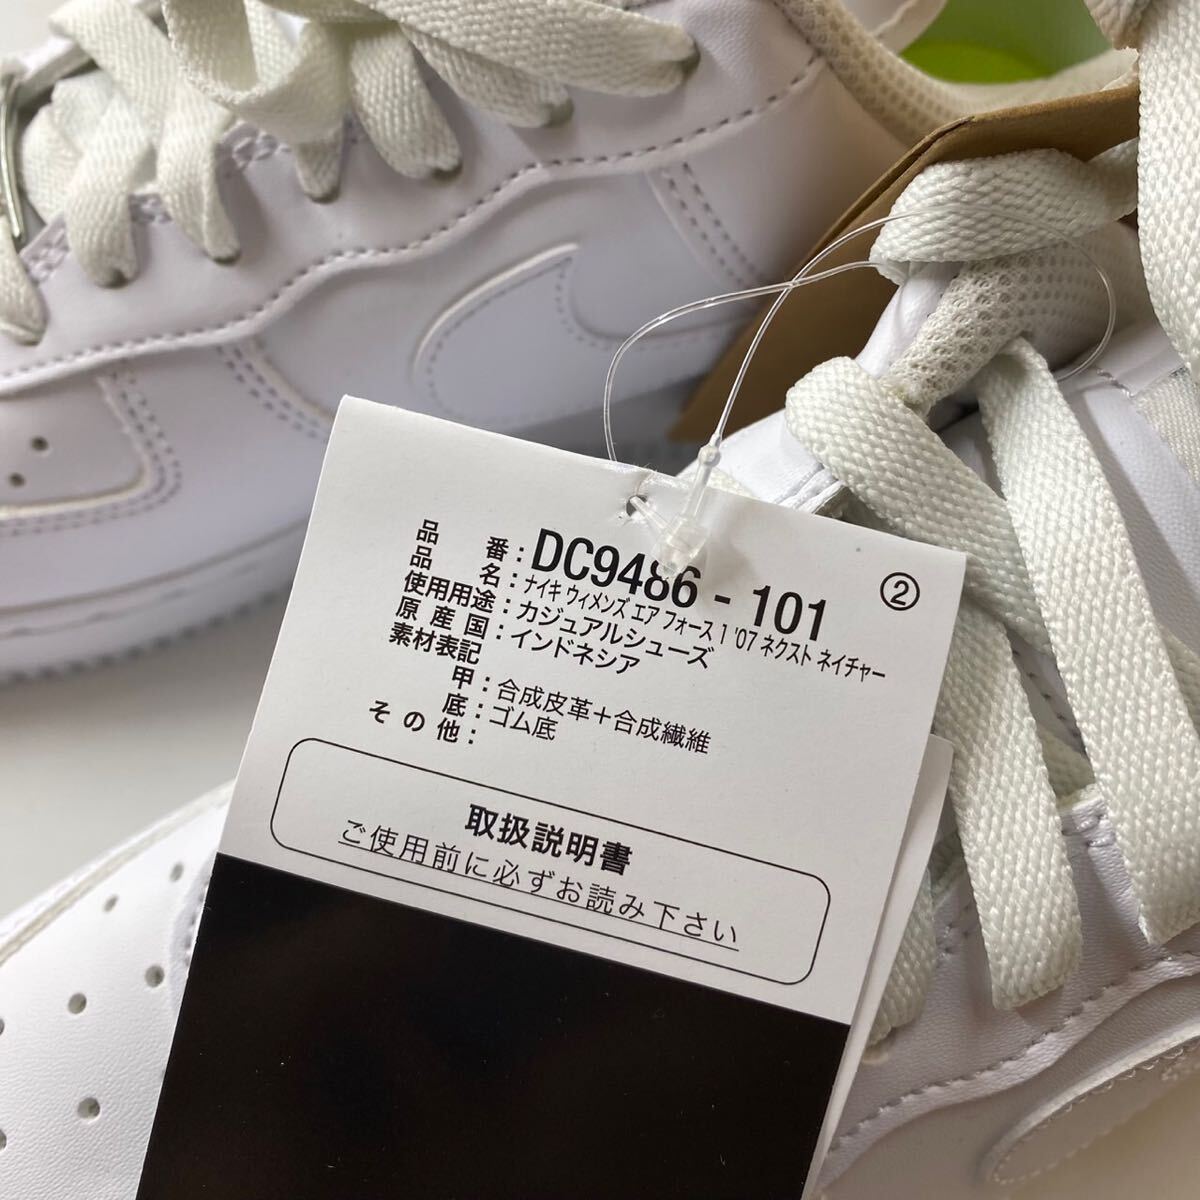 品番：DC9486 - 101 ②
品名：ナイキ ウィメンズ エア フォース 1 '07 ネクスト ネイチャー
使用用途：カジュアルシューズ
原産国：インドネシア
素材表記
甲：合成皮革＋合成繊維
底：ゴム底
その他：
取扱説明書
ご使用前に必ずお読み下さい